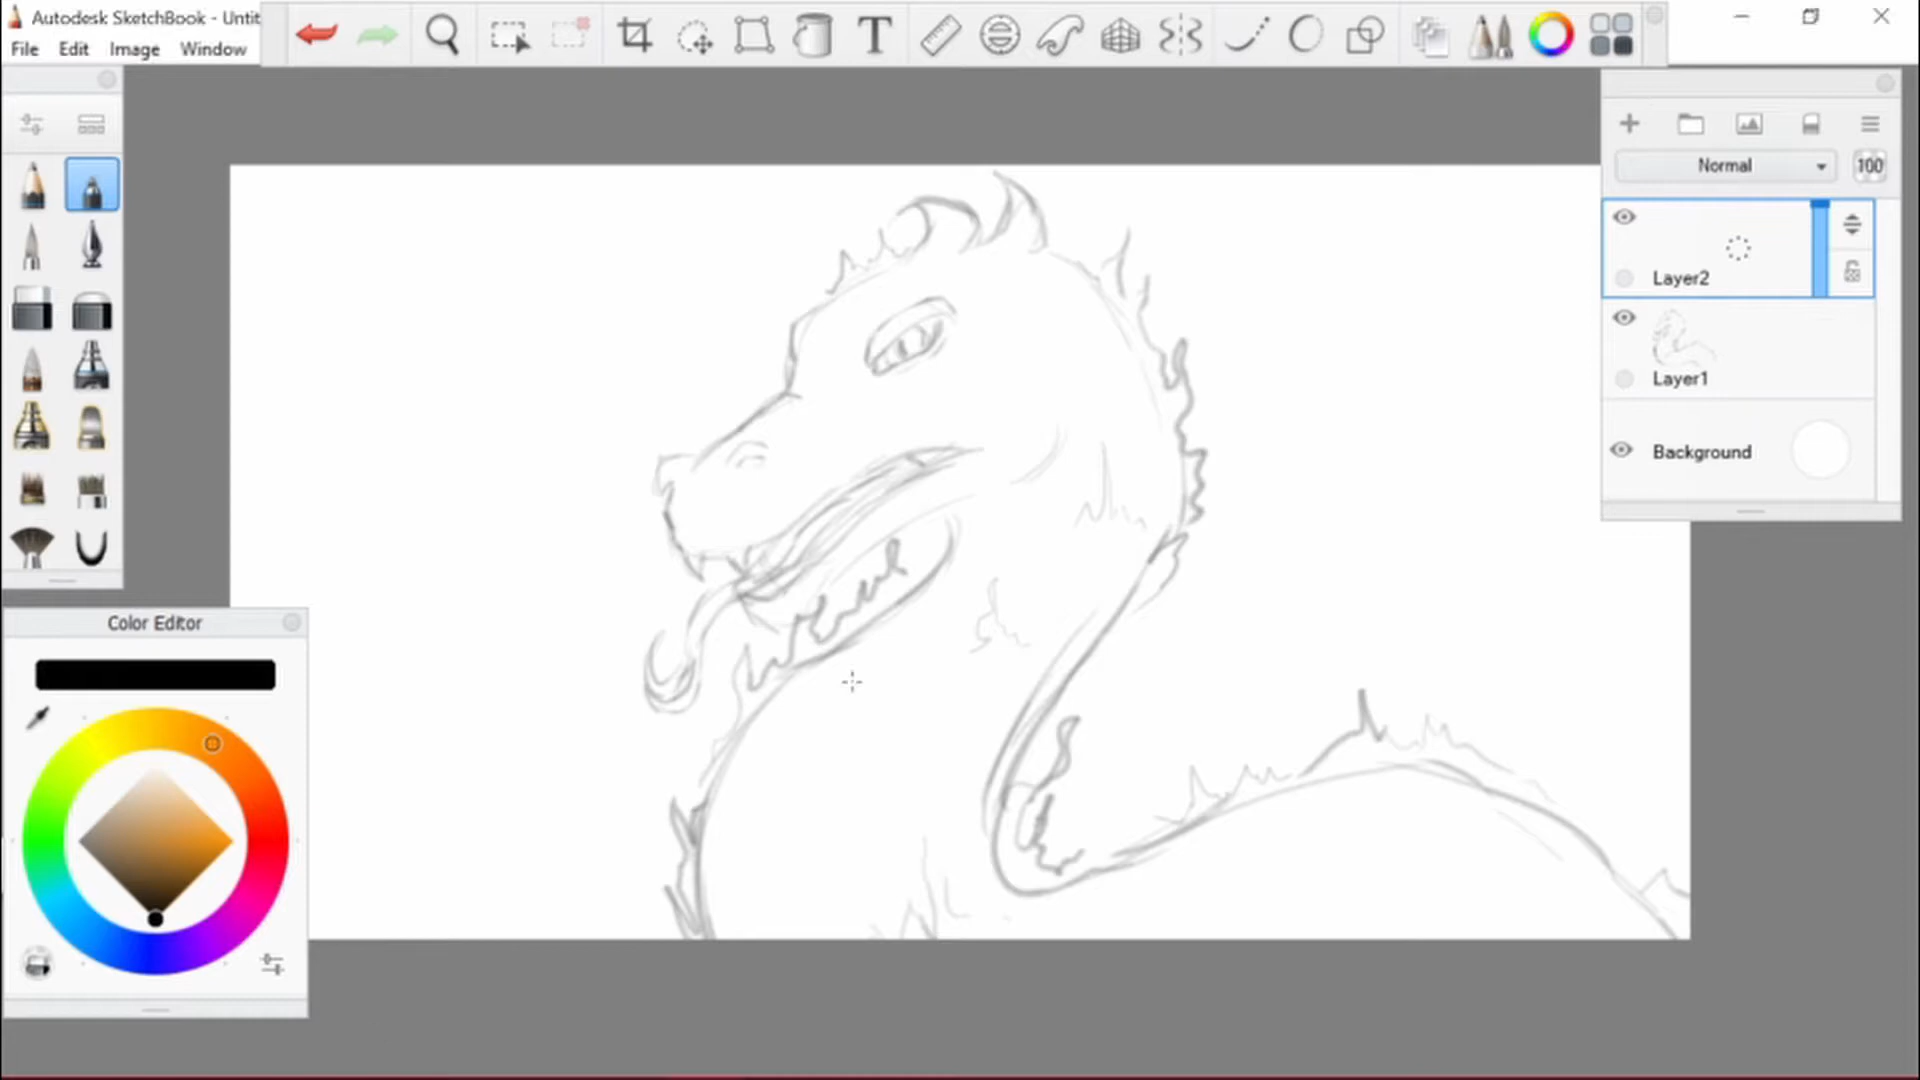 Autodesk SketchBook - Untit
File Edit Image Window
T
Normal 100
Layer2
Layer1
Background
Color Editor